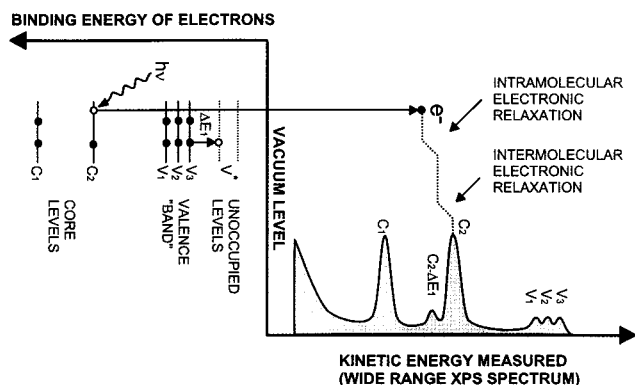 BINDING ENERGY OF ELECTRONS
hν
e-
INTRAMOLECULAR
ELECTRONIC
RELAXATION
INTERMOLECULAR
ELECTRONIC
RELAXATION
ΔE1
C1
C2
V1
V2
V3
V*
CORE
LEVELS
VALENCE
"BAND"
UNOCCUPIED
LEVELS
VACUUM LEVEL
C1
C2-ΔE1
C2
V1
V2
V3
KINETIC ENERGY MEASURED
(WIDE RANGE XPS SPECTRUM)